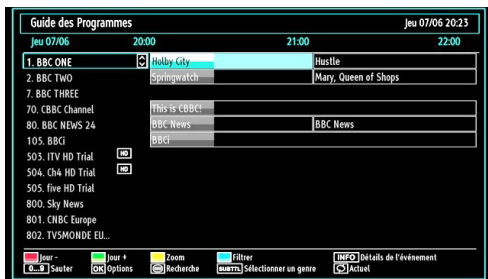 Guide des Programmes Jeu 07/06 20:23
Jeu 07/06 20:00 21:00 22:00
1. BBC ONE Holby City Hustle
2. BBC TWO Springwatch Mary, Queen of Shops
7. BBC THREE
70. CBBC Channel This is CBBC!
80. BBC NEWS 24 BBC News BBC News
105. BBCi BBCi
503. ITV HD Trial HD
504. Ch4 HD Trial HD
505. five HD Trial
800. Sky News
801. CNBC Europe
802. TV5MONDE EU...
Jour - Jour + Zoom Filtrer INFO Détails de l'événement
0...9 Sauter OK Options Recherche SUBTTL Sélectionner un genre Actuel